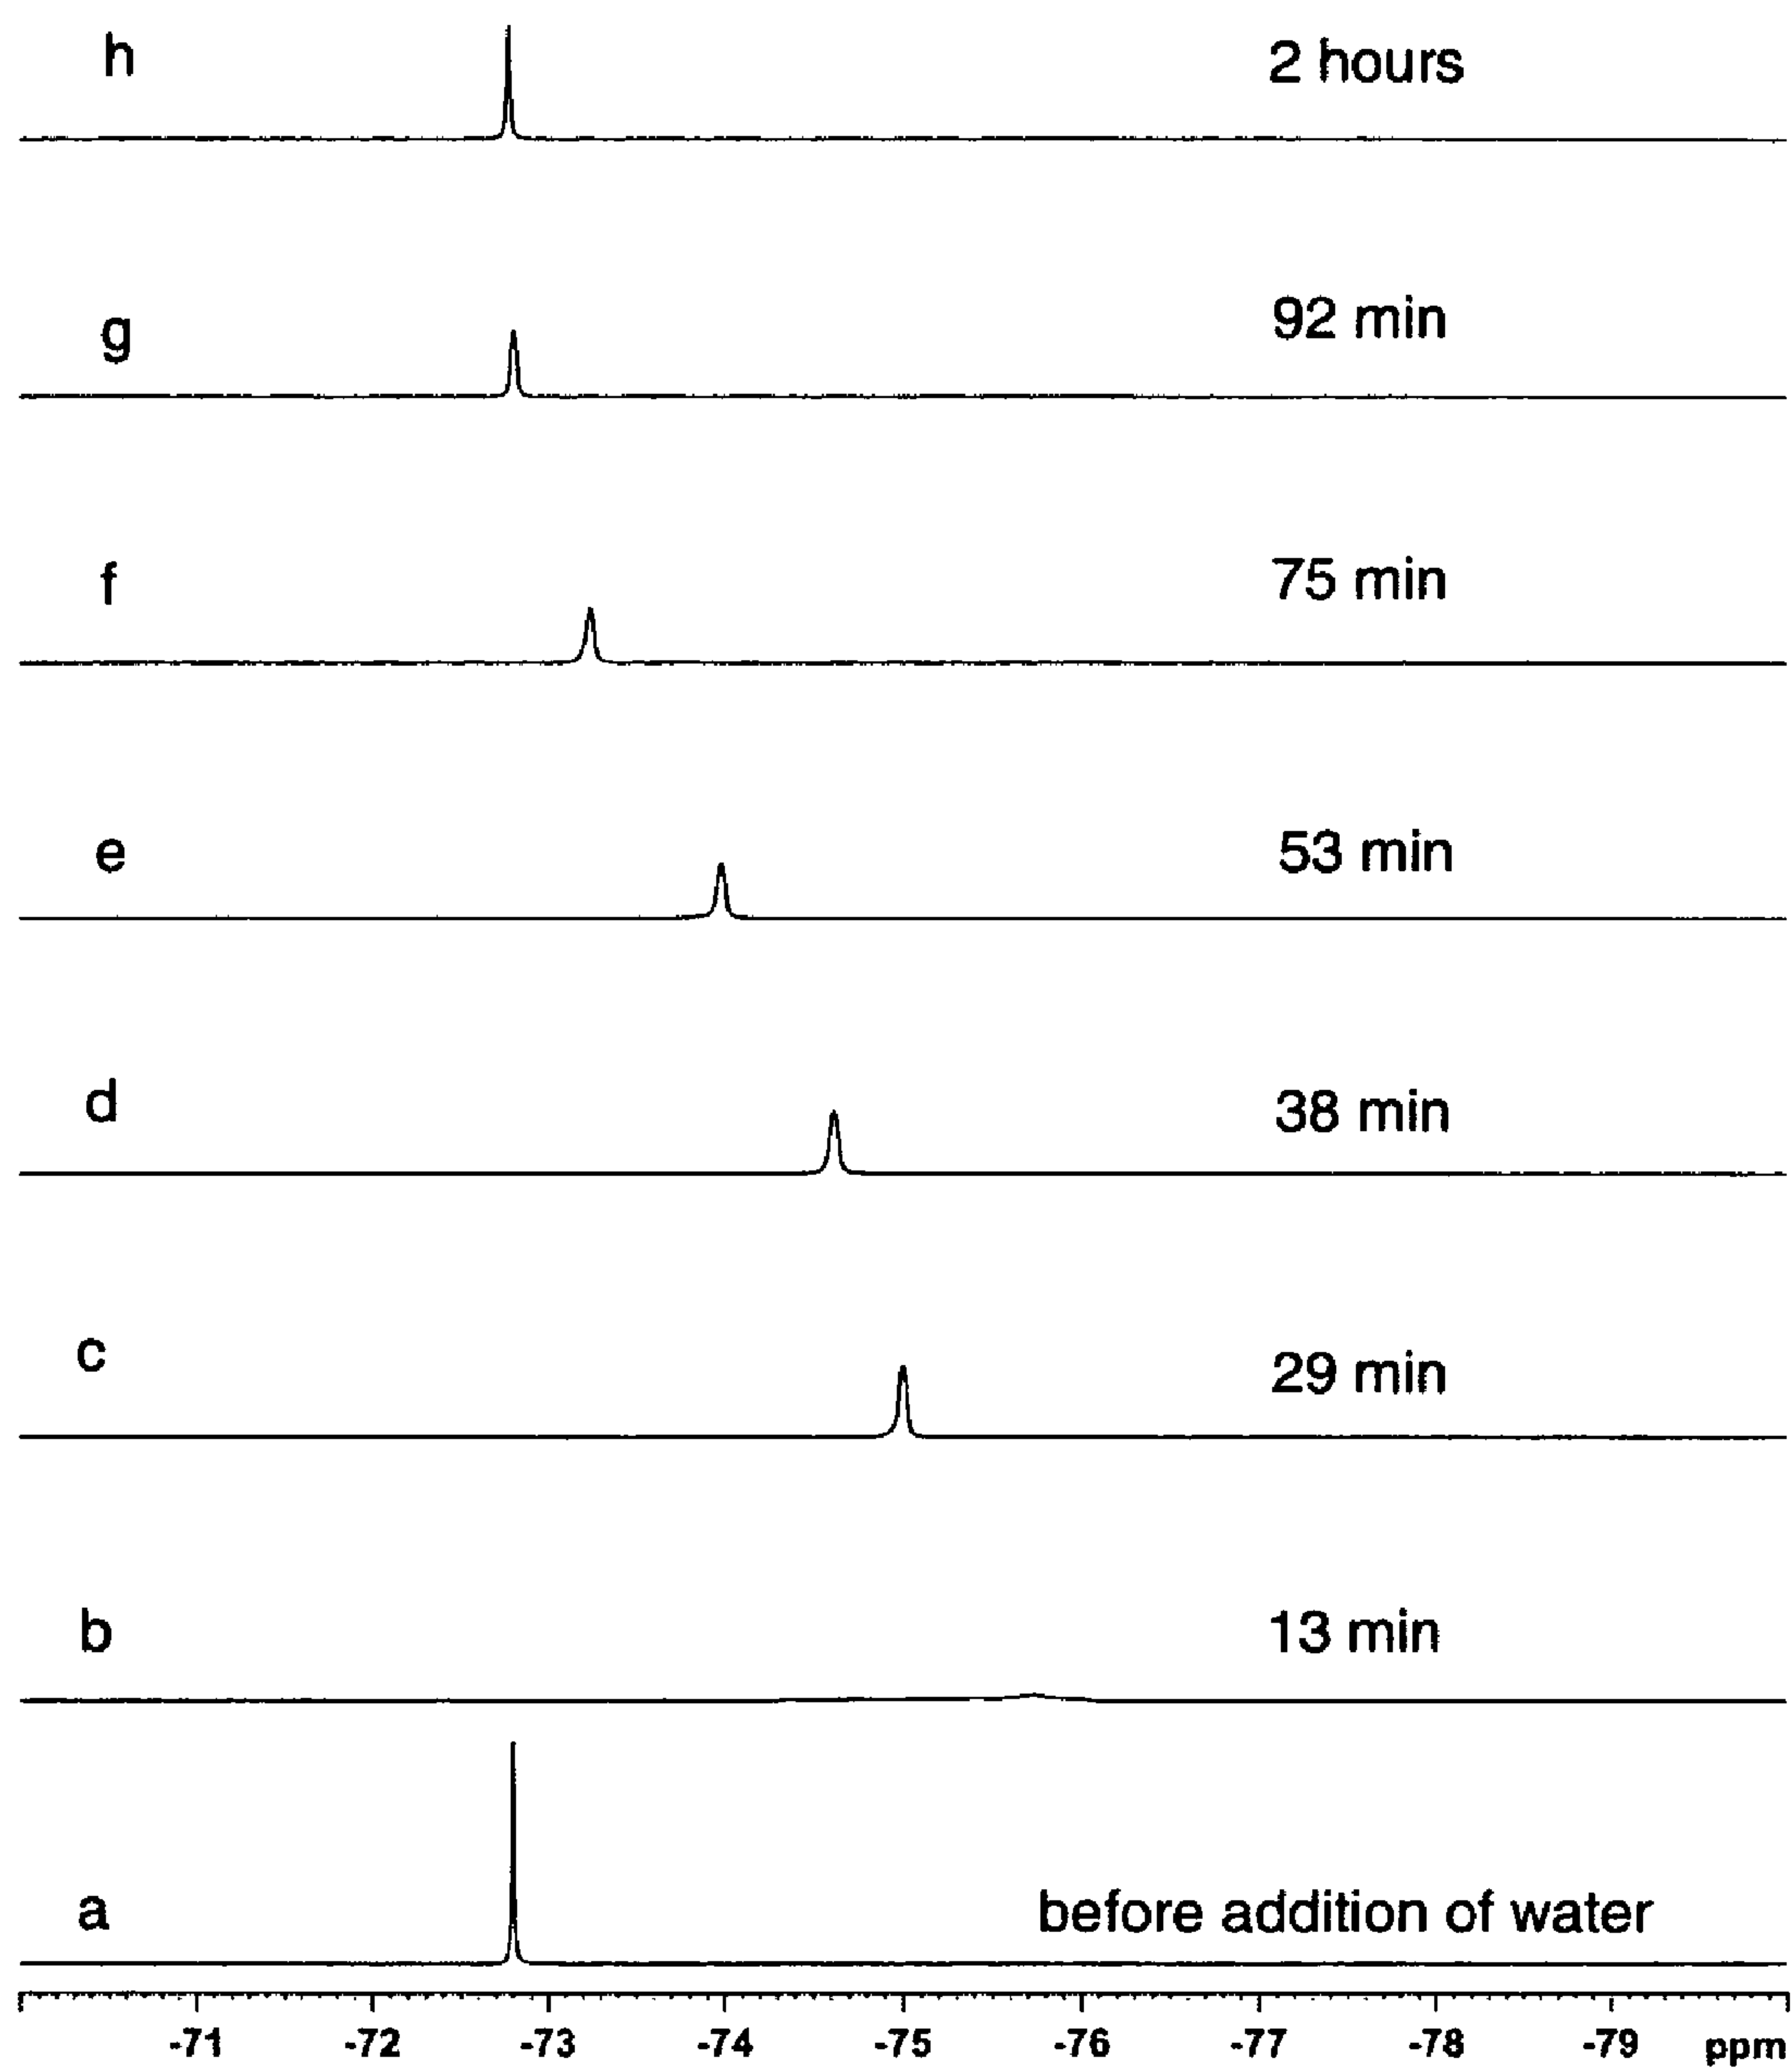 h 2 hours
g 92 min
f 75 min
e 53 min
d 38 min
c 29 min
b 13 min
a before addition of water
-71 -72 -73 -74 -75 -76 -77 -78 -79 ppm